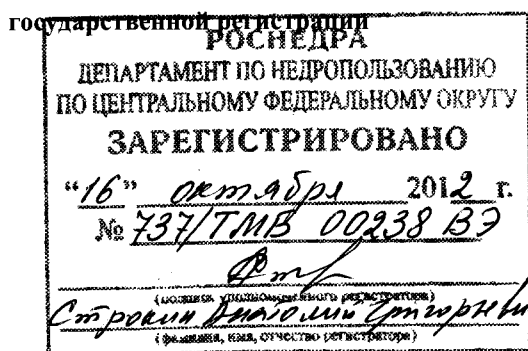 государственной регистрации
РОСНЕДРА
ДЕПАРТАМЕНТ ПО НЕДРОПОЛЬЗОВАНИЮ
ПО ЦЕНТРАЛЬНОМУ ФЕДЕРАЛЬНОМУ ОКРУГУ
ЗАРЕГИСТРИРОВАНО
“16” октября 2012 г.
№ 737/ТМВ 00238 ВЭ
(подпись уполномоченного регистратора)
Строкин Анатолий Григорьеви
(фамилия, имя, отчество регистратора)